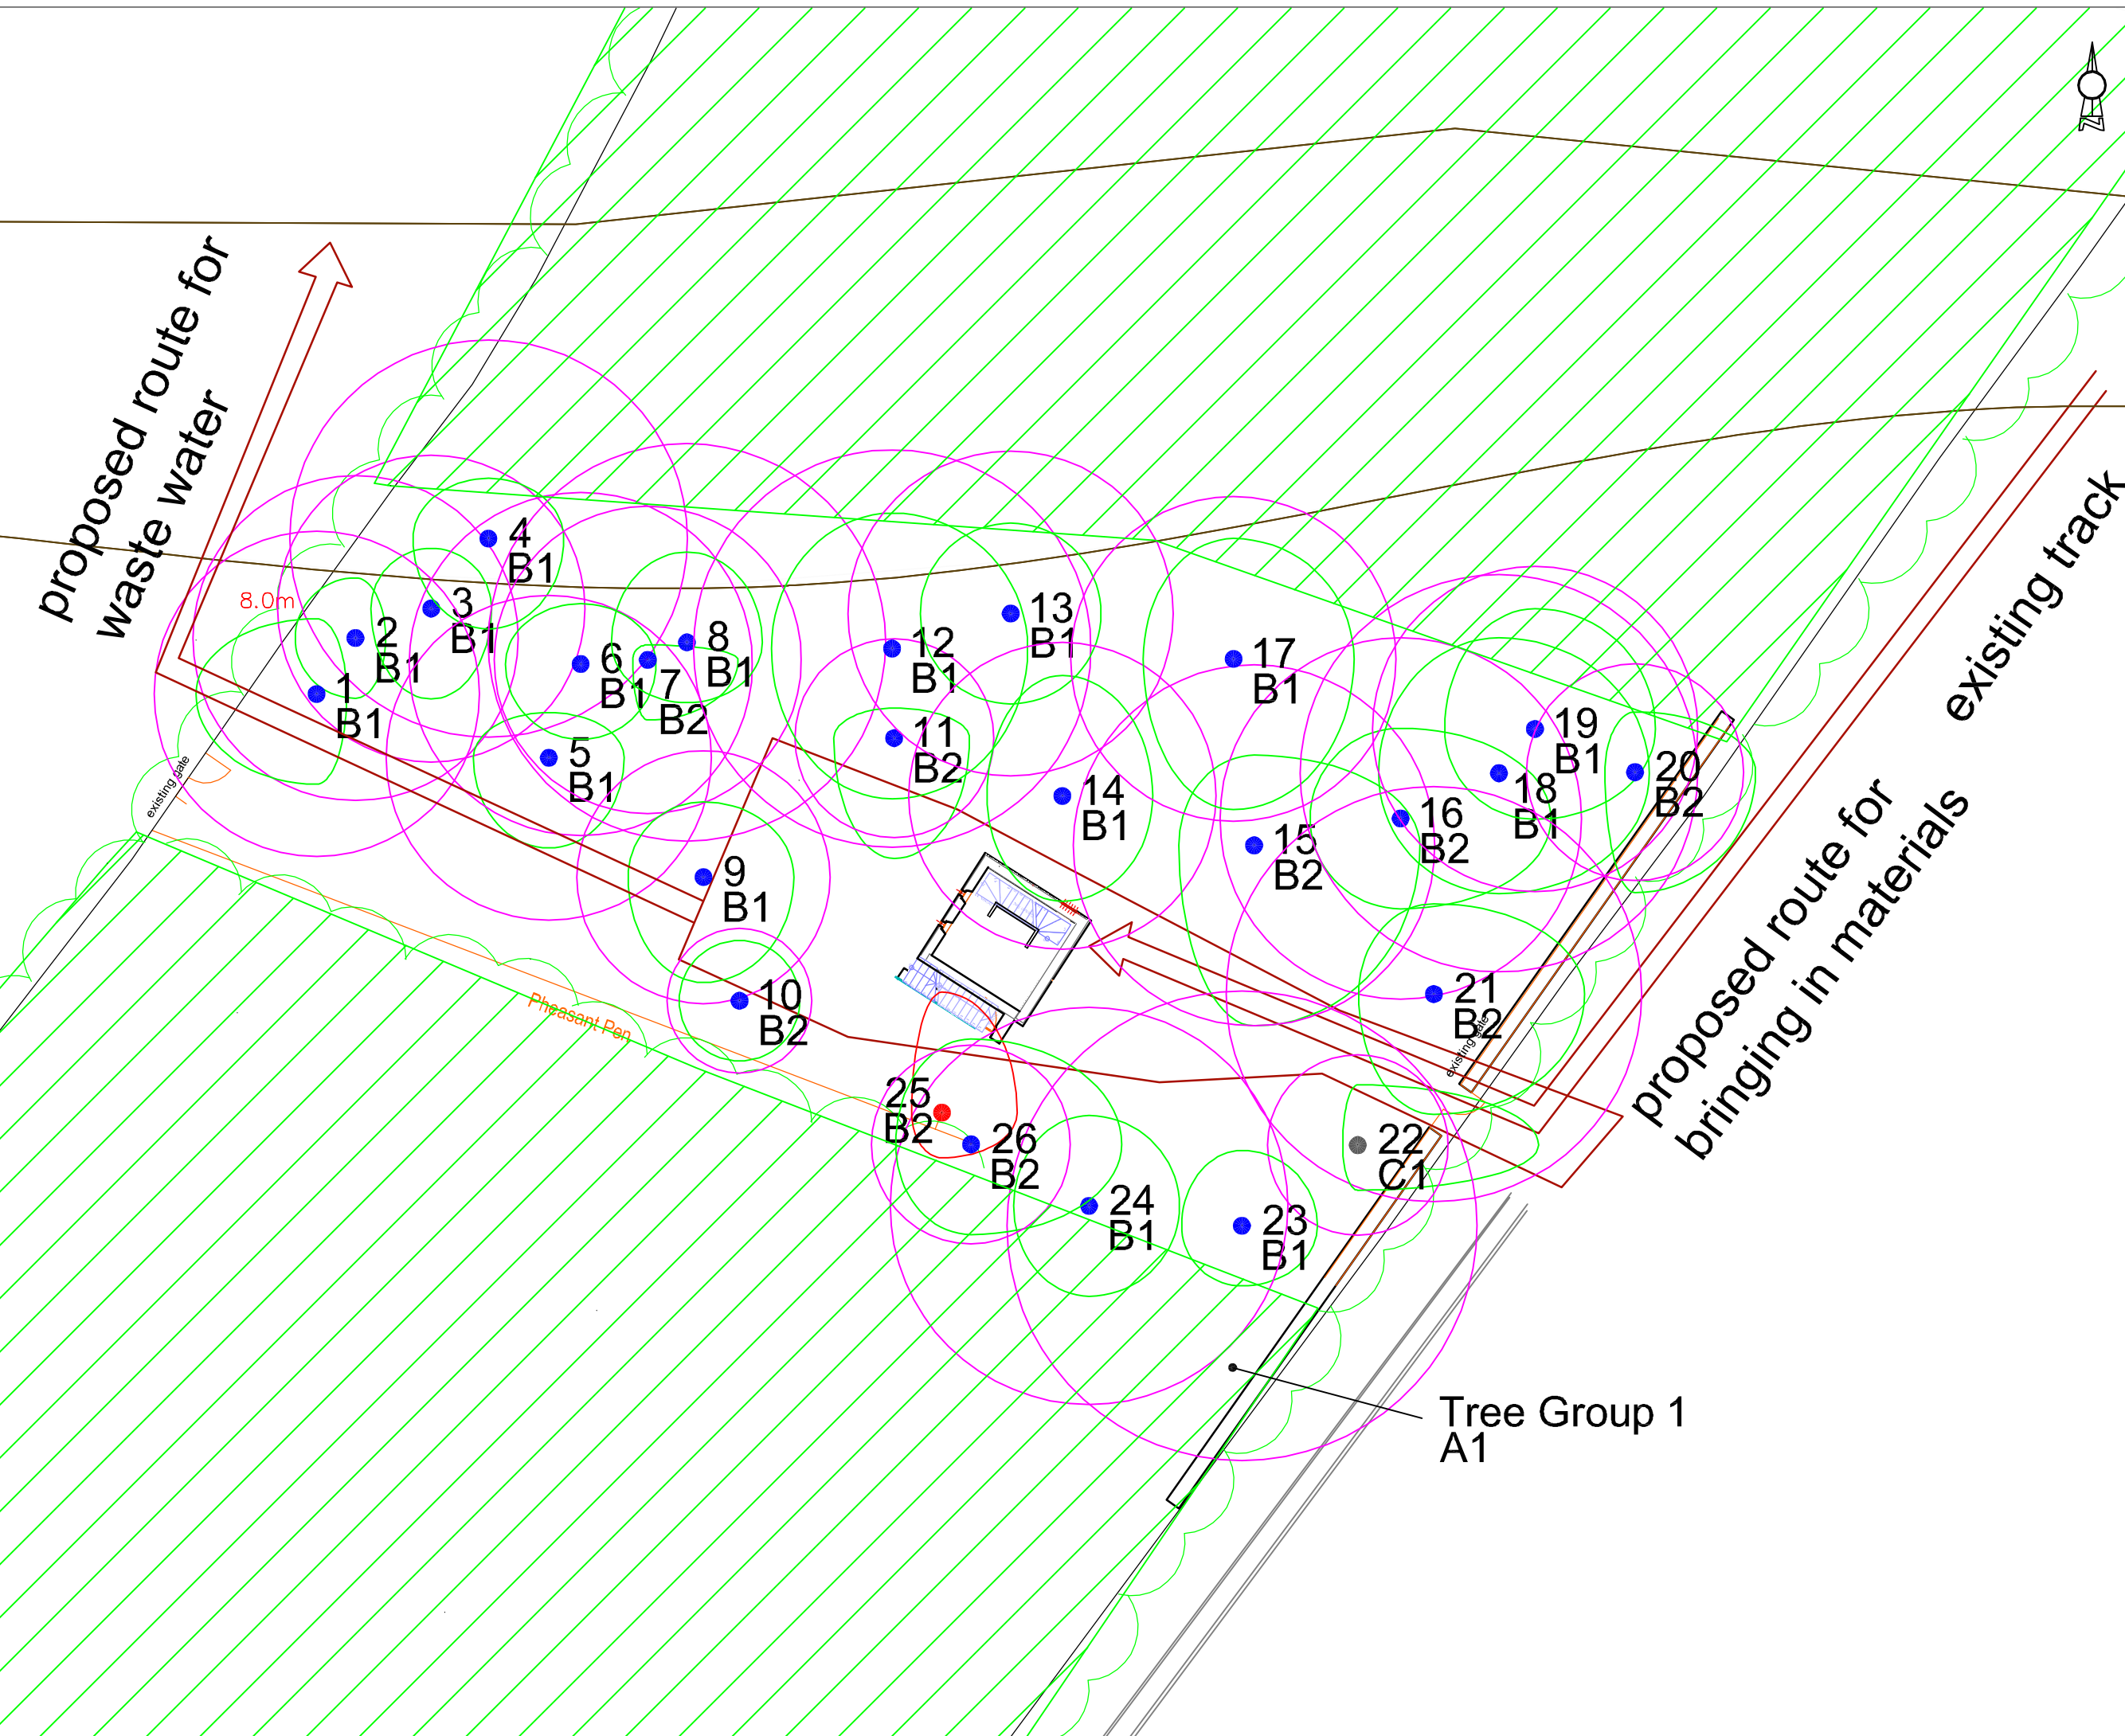 proposed route for
waste water
8.0m
existing gate
Pheasant Pen
1
B1
2
B1
3
B1
4
B1
5
B1
6
B1
7
B2
8
B1
9
B1
10
B2
11
B2
12
B1
13
B1
14
B1
15
B2
16
B2
17
B1
18
B1
19
B1
20
B2
21
B2
22
C1
23
B1
24
B1
25
B2
26
B2
existing gate
existing track
proposed route for
bringing in materials
Tree Group 1
A1
N